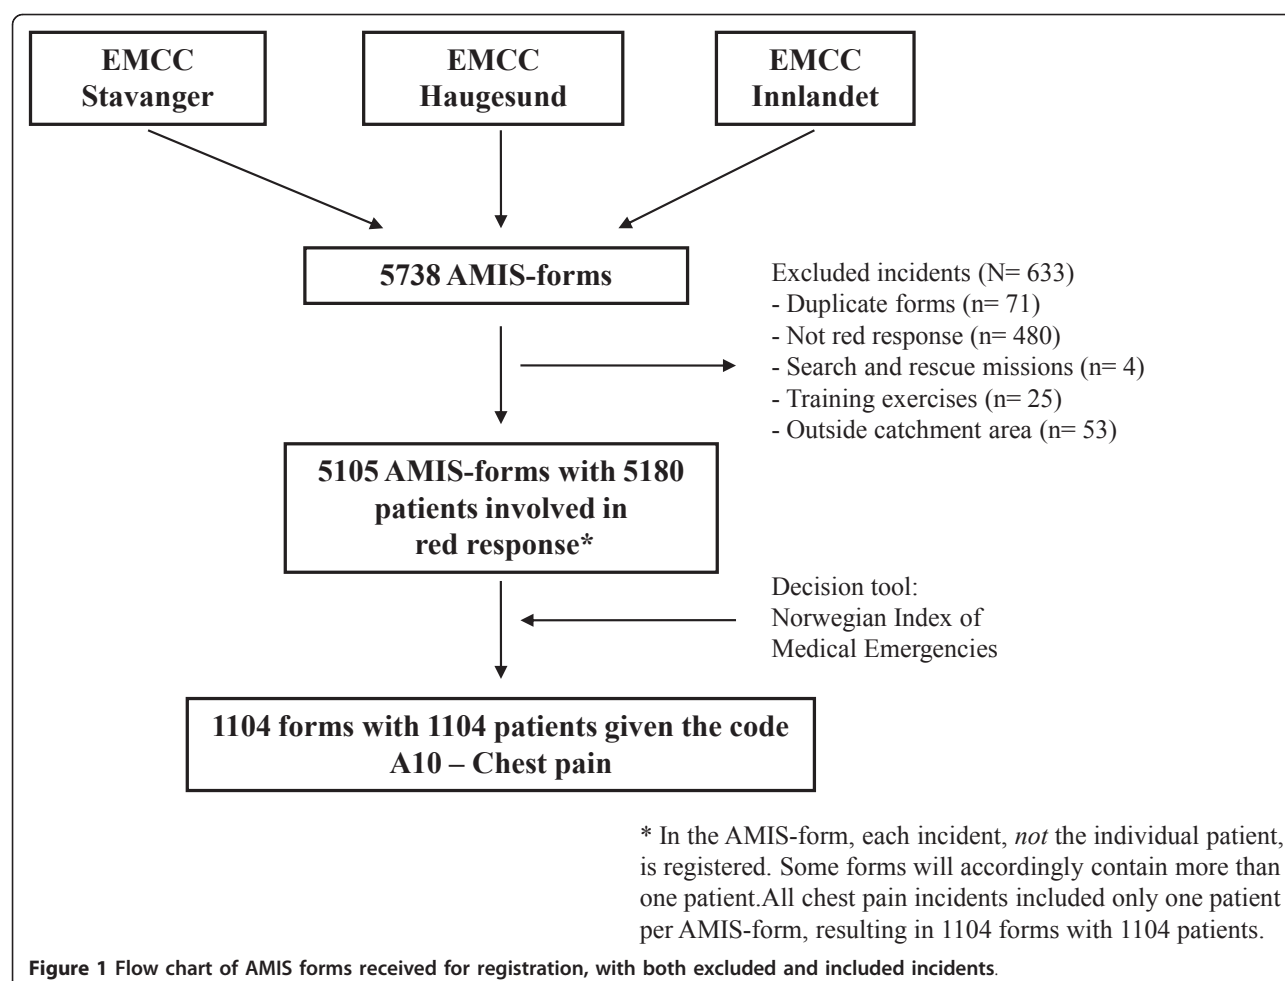 EMCC
Stavanger
EMCC
Haugesund
EMCC
Innlandet
5738 AMIS-forms
Excluded incidents (N= 633)
- Duplicate forms (n= 71)
- Not red response (n= 480)
- Search and rescue missions (n= 4)
- Training exercises (n= 25)
- Outside catchment area (n= 53)
5105 AMIS-forms with 5180
patients involved in
red response*
Decision tool:
Norwegian Index of
Medical Emergencies
1104 forms with 1104 patients given the code
A10 – Chest pain
* In the AMIS-form, each incident, not the individual patient,
is registered. Some forms will accordingly contain more than
one patient.All chest pain incidents included only one patient
per AMIS-form, resulting in 1104 forms with 1104 patients.
Figure 1 Flow chart of AMIS forms received for registration, with both excluded and included incidents.